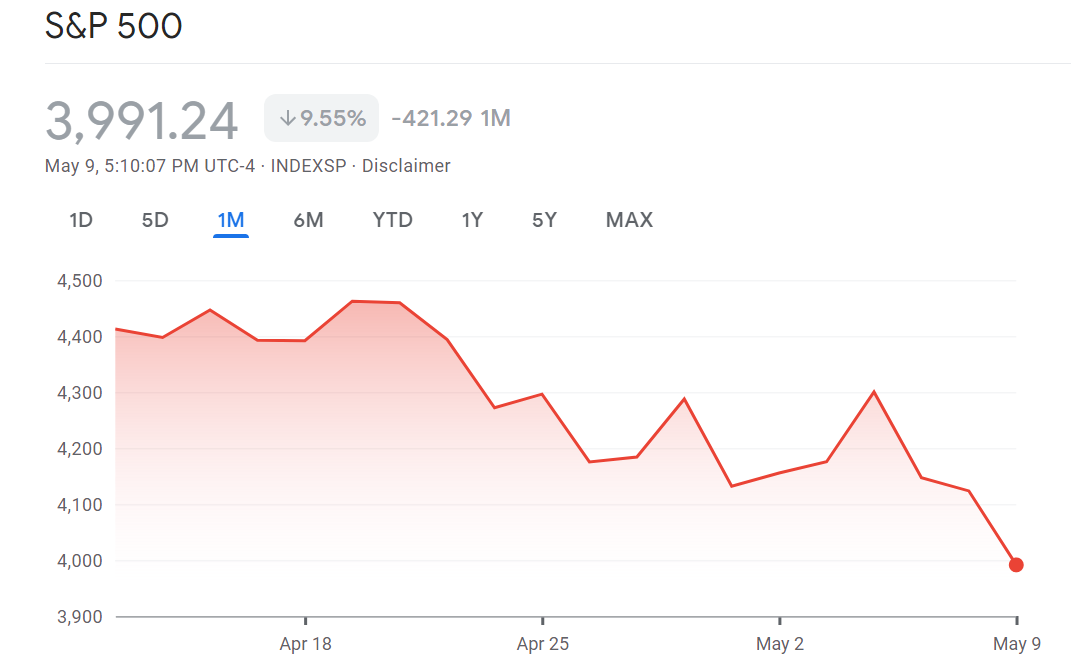 S&P 500
3,991.24 ↓9.55% -421.29 1M
May 9, 5:10:07 PM UTC-4 · INDEXSP · Disclaimer
1D 5D 1M 6M YTD 1Y 5Y MAX
4,500
4,400
4,300
4,200
4,100
4,000
3,900
Apr 18 Apr 25 May 2 May 9